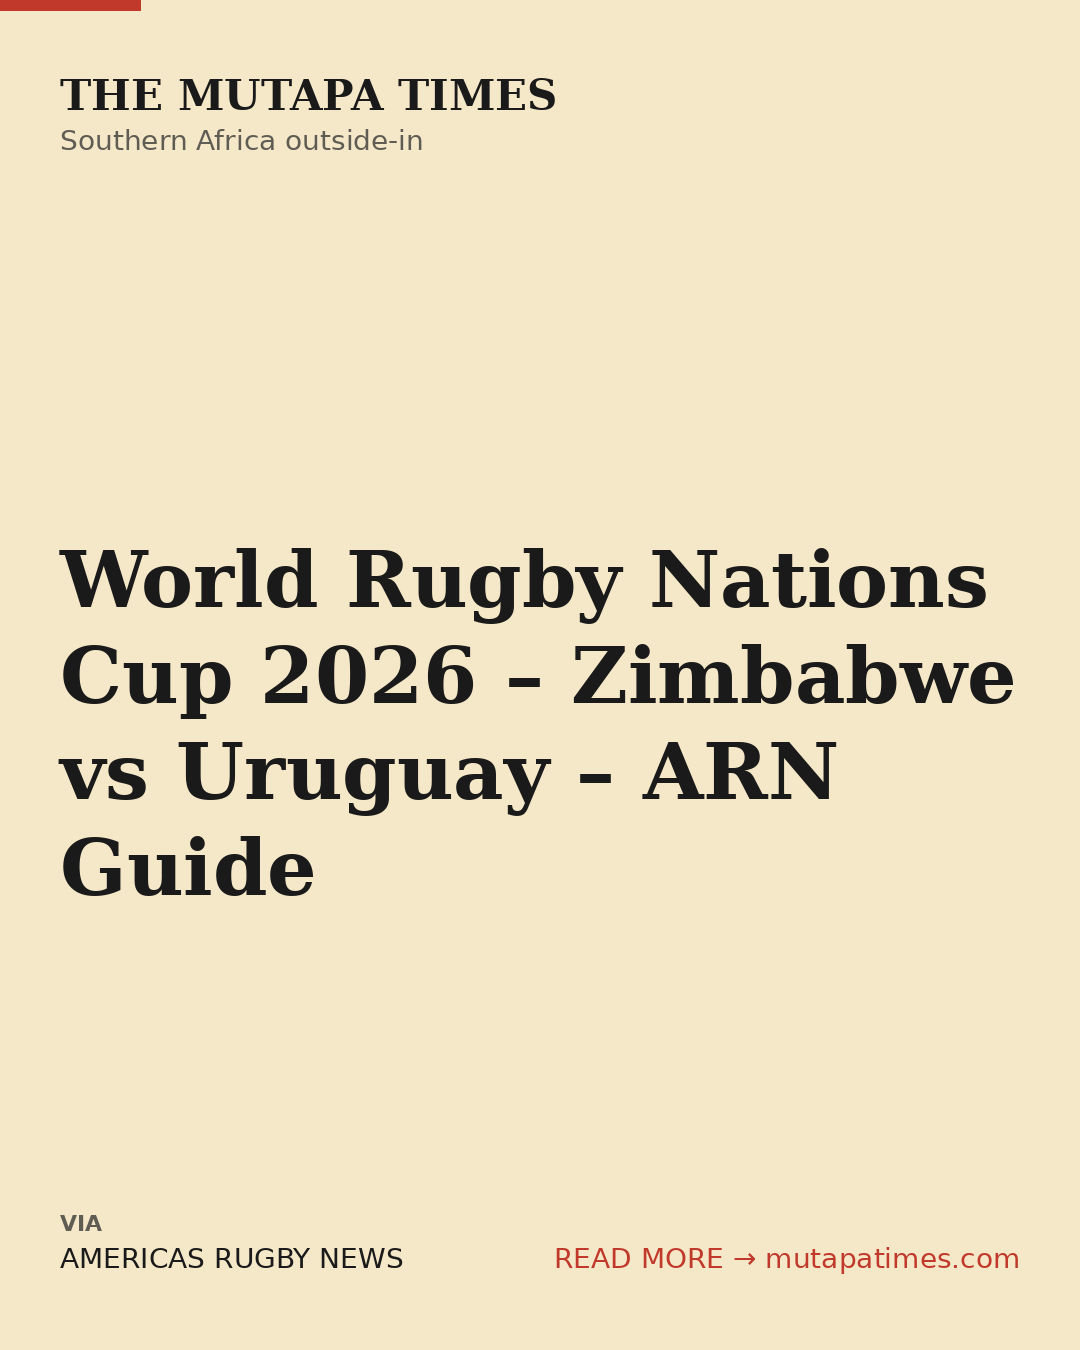 THE MUTAPA TIMES
Southern Africa outside-in
World Rugby Nations
Cup 2026 – Zimbabwe
vs Uruguay – ARN
Guide
VIA
AMERICAS RUGBY NEWS
READ MORE → mutapatimes.com